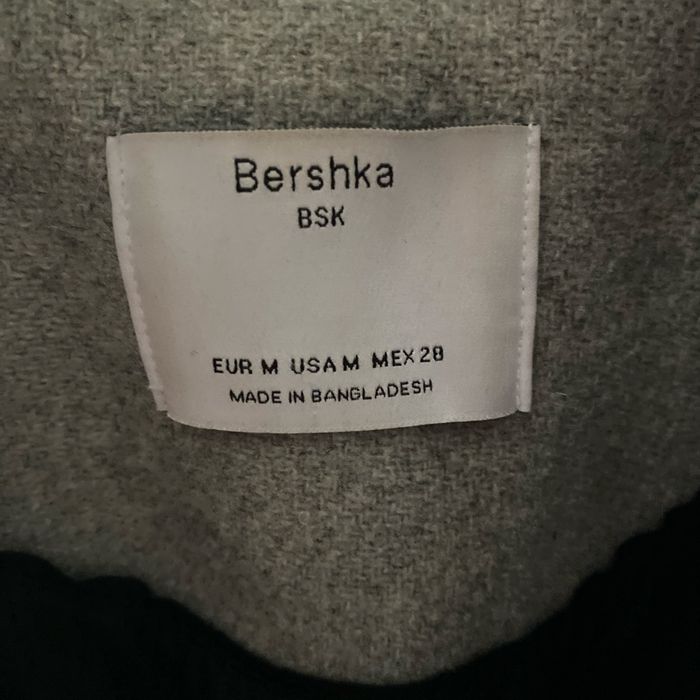 Bershka
BSK
EUR M USA M MEX 28
MADE IN BANGLADESH